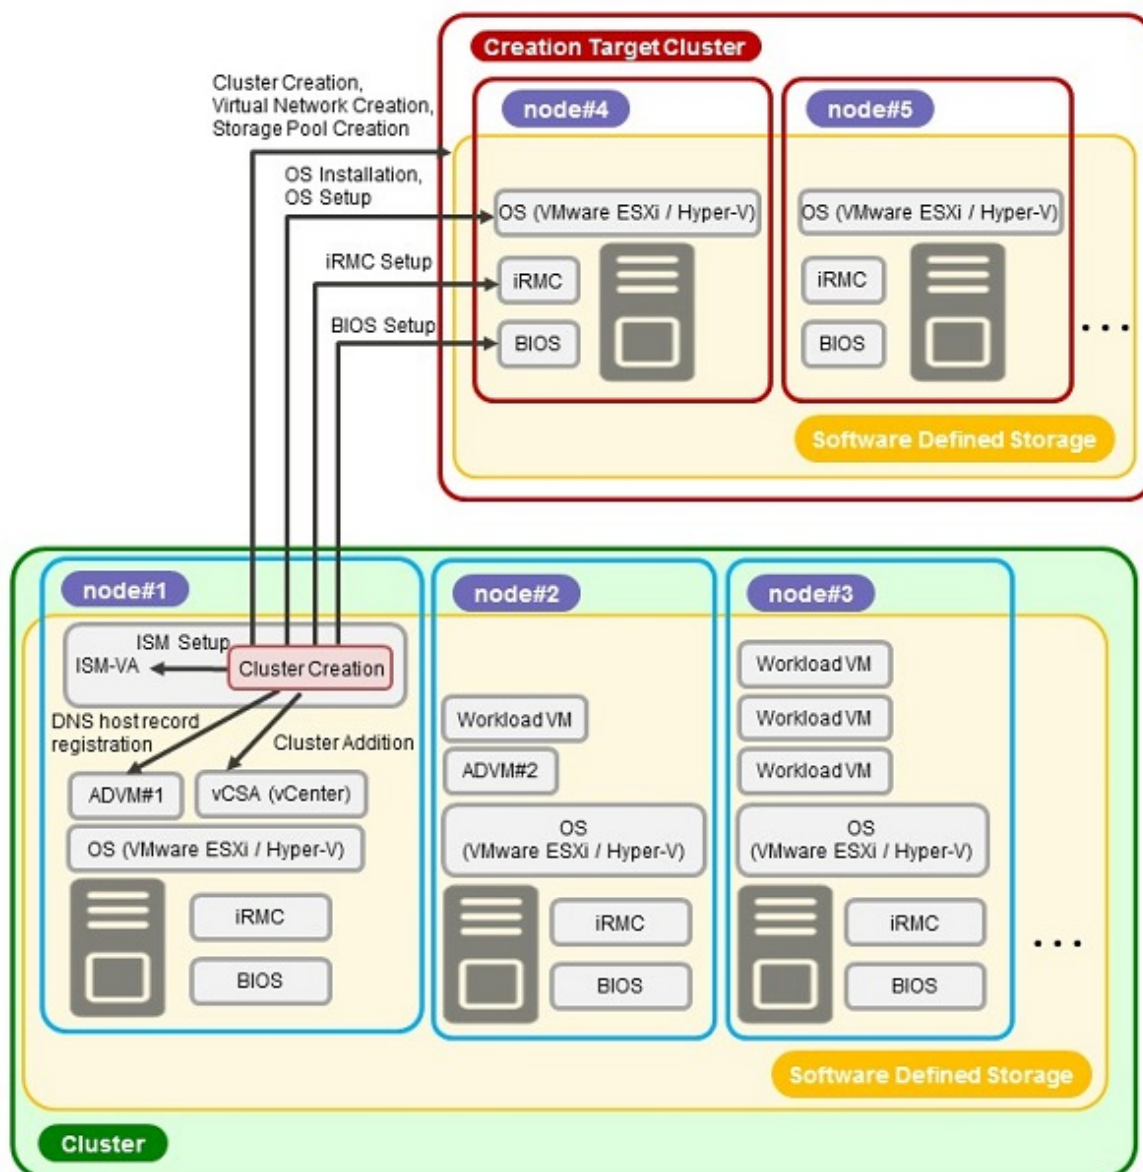 Creation Target Cluster
Cluster Creation,
Virtual Network Creation,
Storage Pool Creation
node#4
node#5
OS Installation,
OS Setup
OS (VMware ESXi / Hyper-V)
OS (VMware ESXi / Hyper-V)
iRMC Setup
iRMC
iRMC
BIOS Setup
BIOS
BIOS
...
Software Defined Storage
node#1
node#2
node#3
ISM Setup
ISM-VA
Cluster Creation
DNS host record
registration
Cluster Addition
ADVM#1
vCSA (vCenter)
OS (VMware ESXi / Hyper-V)
iRMC
BIOS
Workload VM
ADVM#2
OS
(VMware ESXi / Hyper-V)
iRMC
BIOS
Workload VM
Workload VM
Workload VM
OS
(VMware ESXi / Hyper-V)
iRMC
BIOS
...
Software Defined Storage
Cluster